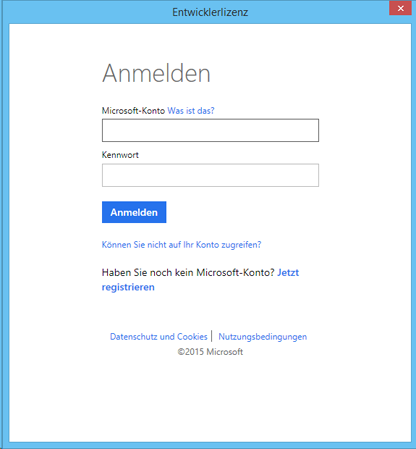 Entwicklerlizenz
Anmelden
Microsoft-Konto Was ist das?
Kennwort
Anmelden
Können Sie nicht auf Ihr Konto zugreifen?
Haben Sie noch kein Microsoft-Konto? Jetzt
registrieren
Datenschutz und Cookies | Nutzungsbedingungen
©2015 Microsoft